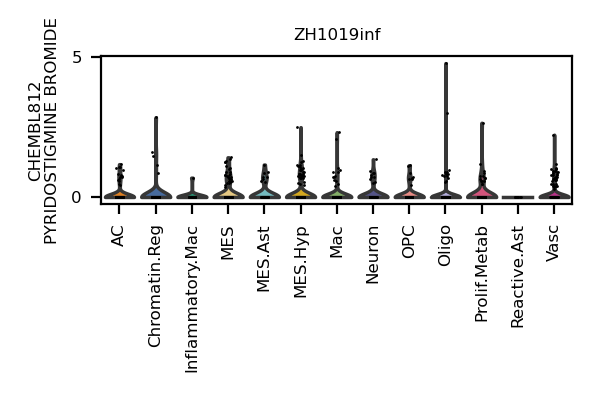 ZH1019inf
CHEMBL812
PYRIDOSTIGMINE BROMIDE
5
0
AC
Chromatin.Reg
Inflammatory.Mac
MES
MES.Ast
MES.Hyp
Mac
Neuron
OPC
Oligo
Prolif.Metab
Reactive.Ast
Vasc